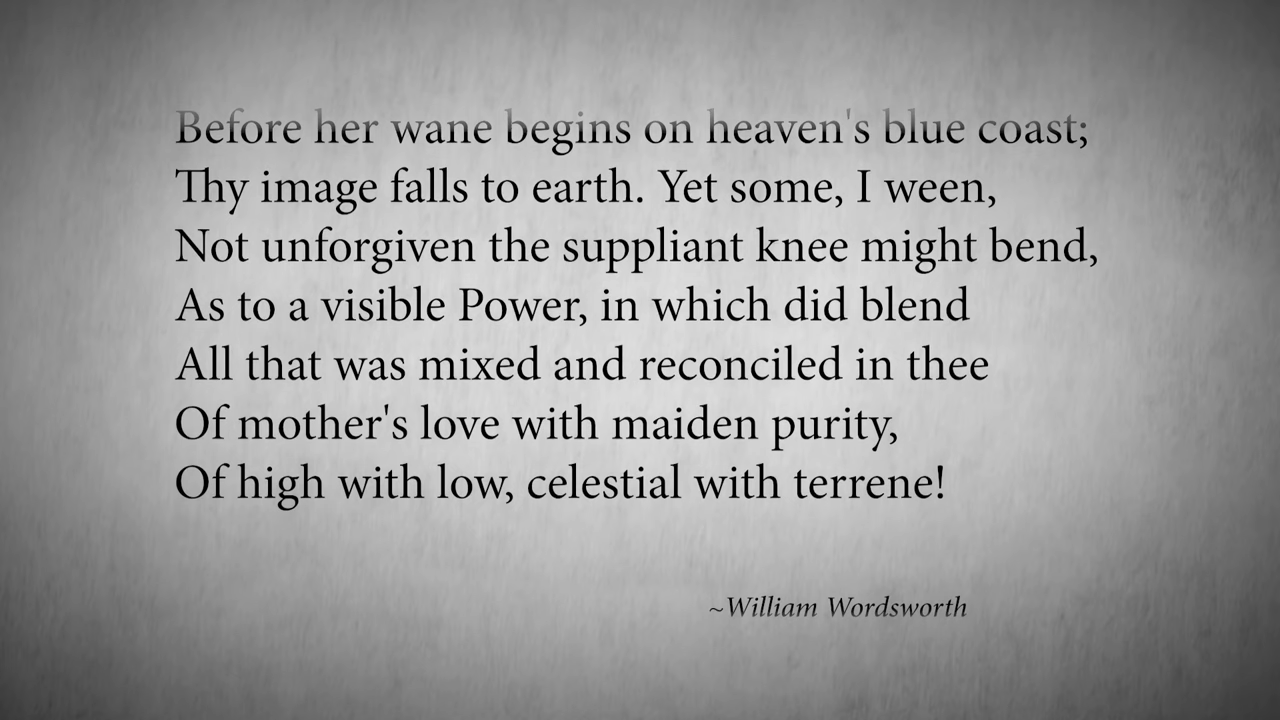 Before her wane begins on heaven's blue coast;
Thy image falls to earth. Yet some, I ween,
Not unforgiven the suppliant knee might bend,
As to a visible Power, in which did blend
All that was mixed and reconciled in thee
Of mother's love with maiden purity,
Of high with low, celestial with terrene!
~William Wordsworth